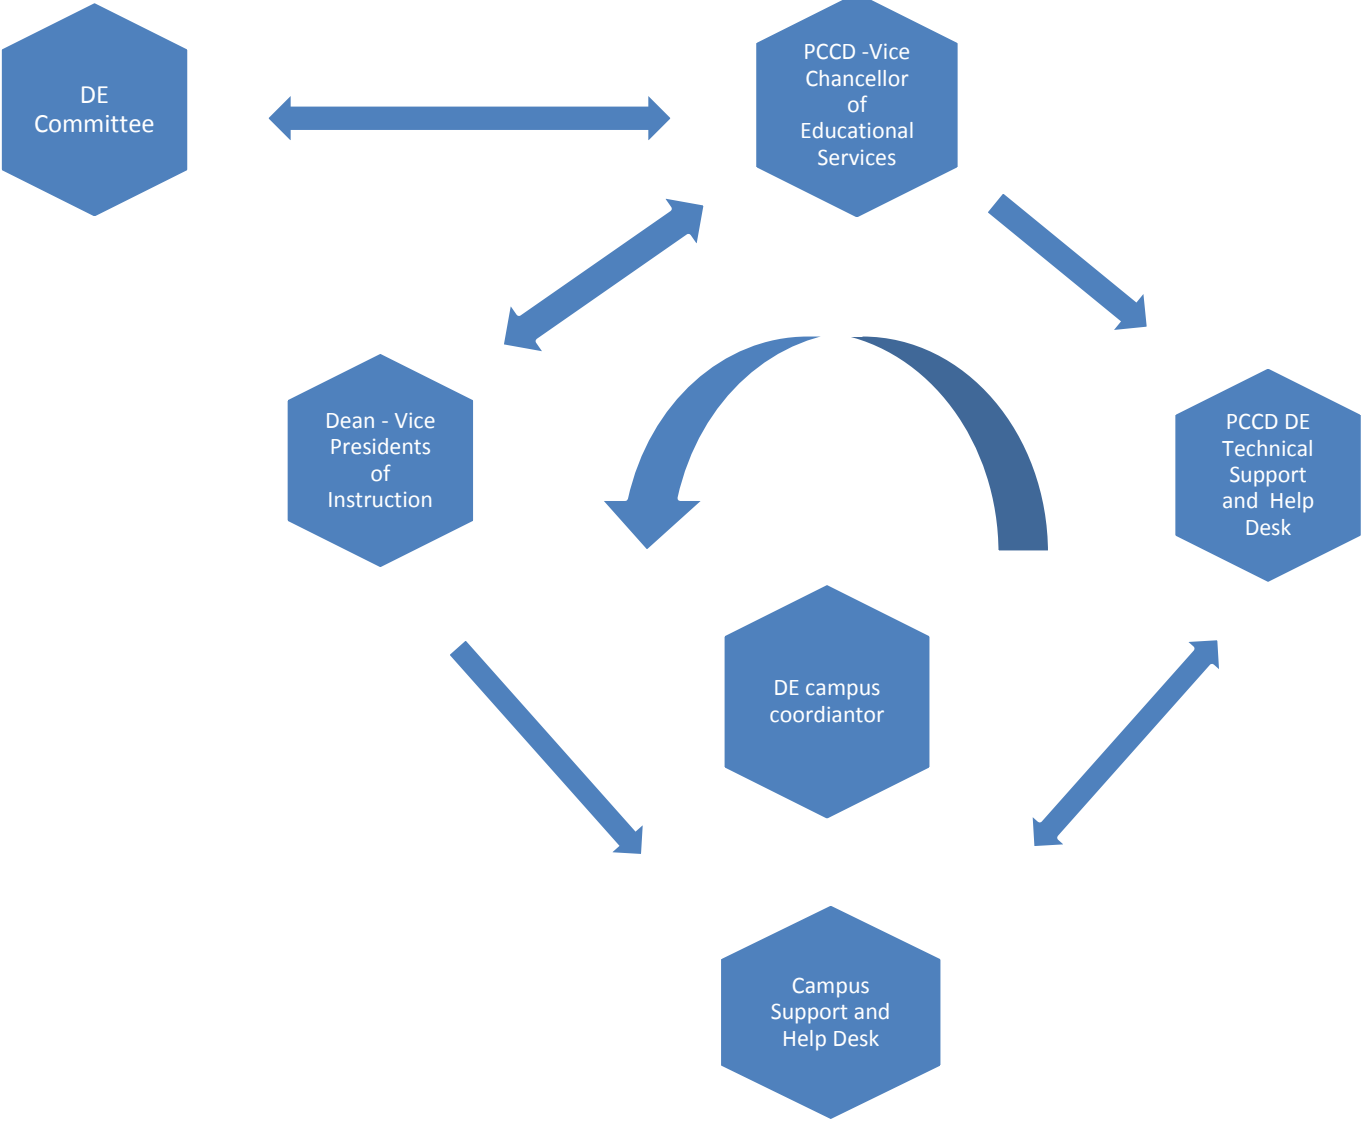 DE
Committee
PCCD -Vice
Chancellor
of
Educational
Services
Dean - Vice
Presidents
of
Instruction
PCCD DE
Technical
Support
and  Help
Desk
DE campus
coordiantor
Campus
Support and
Help Desk